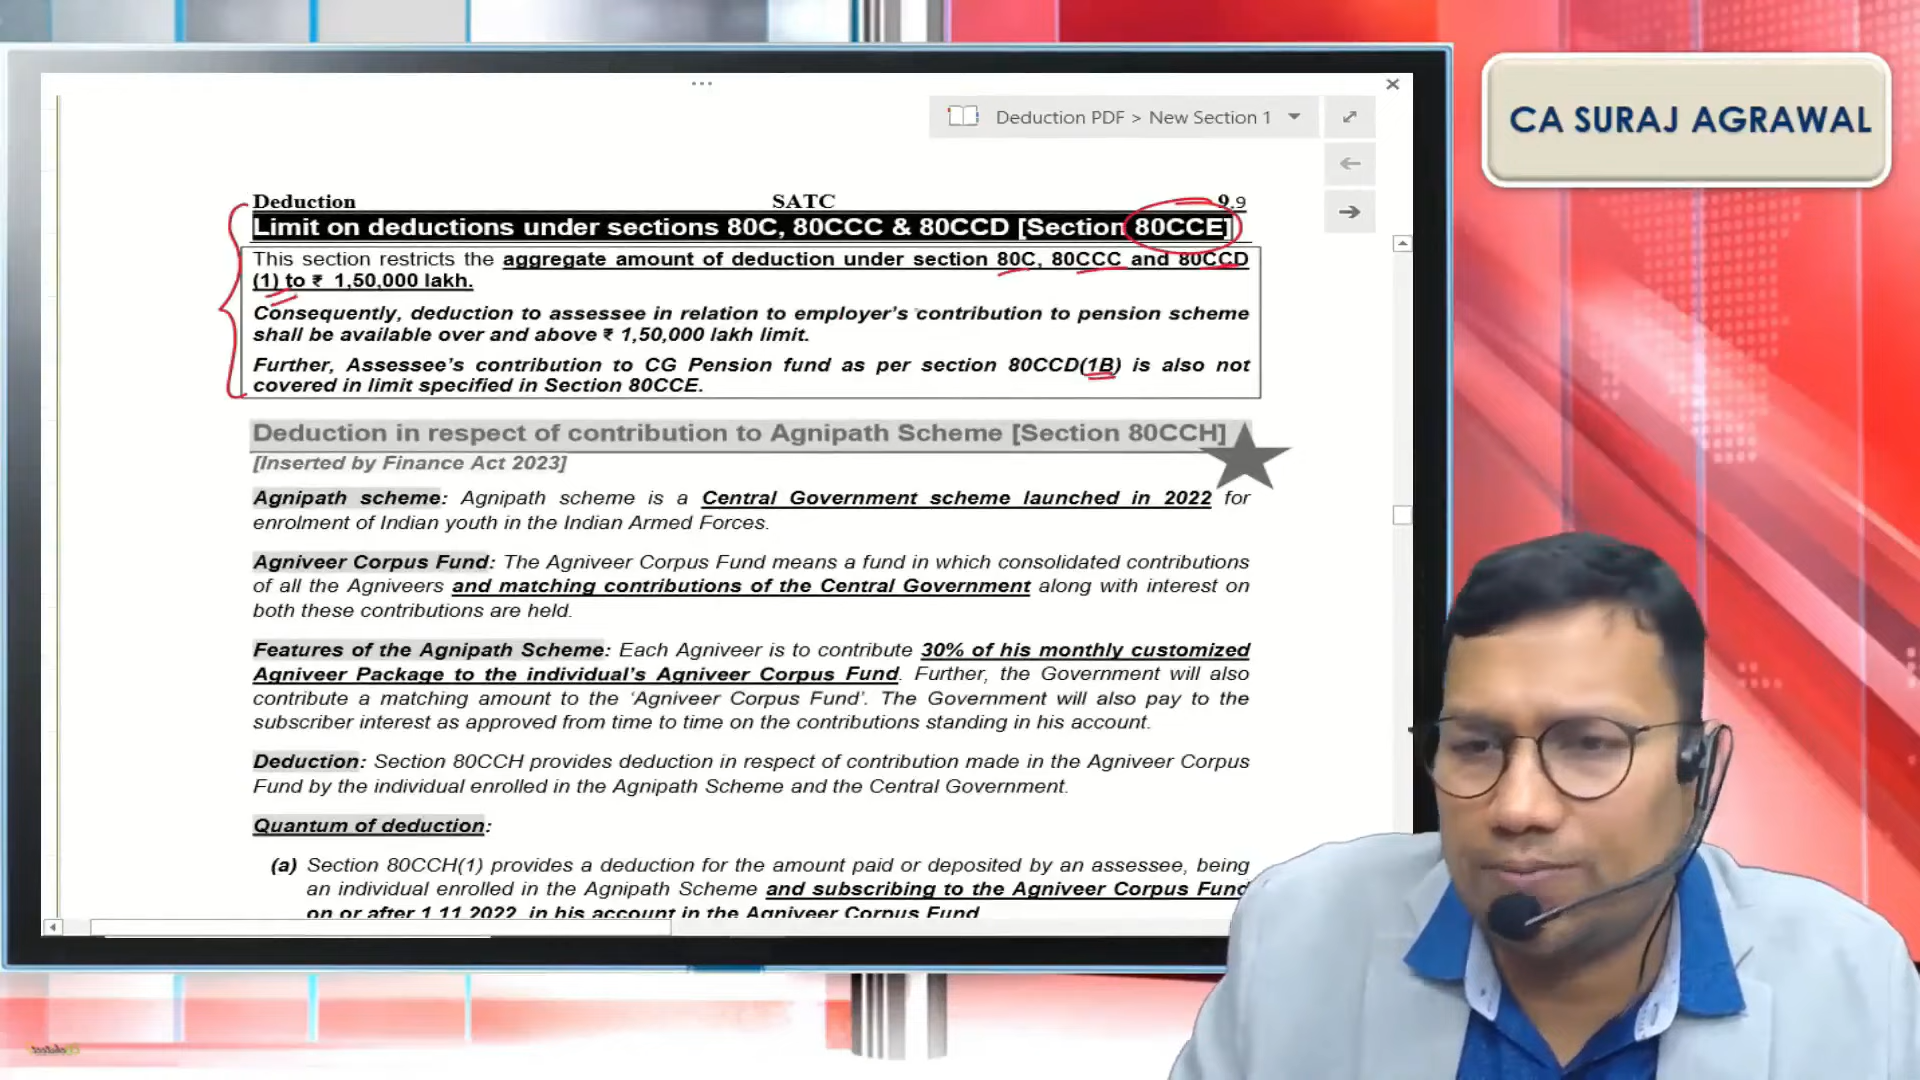 CA SURAJ AGRAWAL
Deduction PDF > New Section 1
Deduction SATC 9.9
Limit on deductions under sections 80C, 80CCC & 80CCD [Section 80CCE]
This section restricts the aggregate amount of deduction under section 80C, 80CCC and 80CCD
(1) to ₹ 1,50,000 lakh.
Consequently, deduction to assessee in relation to employer's contribution to pension scheme
shall be available over and above ₹ 1,50,000 lakh limit.
Further, Assessee's contribution to CG Pension fund as per section 80CCD(1B) is also not
covered in limit specified in Section 80CCE.
Deduction in respect of contribution to Agnipath Scheme [Section 80CCH]
[Inserted by Finance Act 2023]
Agnipath scheme: Agnipath scheme is a Central Government scheme launched in 2022 for
enrolment of Indian youth in the Indian Armed Forces.
Agniveer Corpus Fund: The Agniveer Corpus Fund means a fund in which consolidated contributions
of all the Agniveers and matching contributions of the Central Government along with interest on
both these contributions are held.
Features of the Agnipath Scheme: Each Agniveer is to contribute 30% of his monthly customized
Agniveer Package to the individual's Agniveer Corpus Fund. Further, the Government will also
contribute a matching amount to the 'Agniveer Corpus Fund'. The Government will also pay to the
subscriber interest as approved from time to time on the contributions standing in his account.
Deduction: Section 80CCH provides deduction in respect of contribution made in the Agniveer Corpus
Fund by the individual enrolled in the Agnipath Scheme and the Central Government.
Quantum of deduction:
(a) Section 80CCH(1) provides a deduction for the amount paid or deposited by an assessee, being
an individual enrolled in the Agnipath Scheme and subscribing to the Agniveer Corpus Fund
on or after 1.11.2022, in his account in the Agniveer Corpus Fund